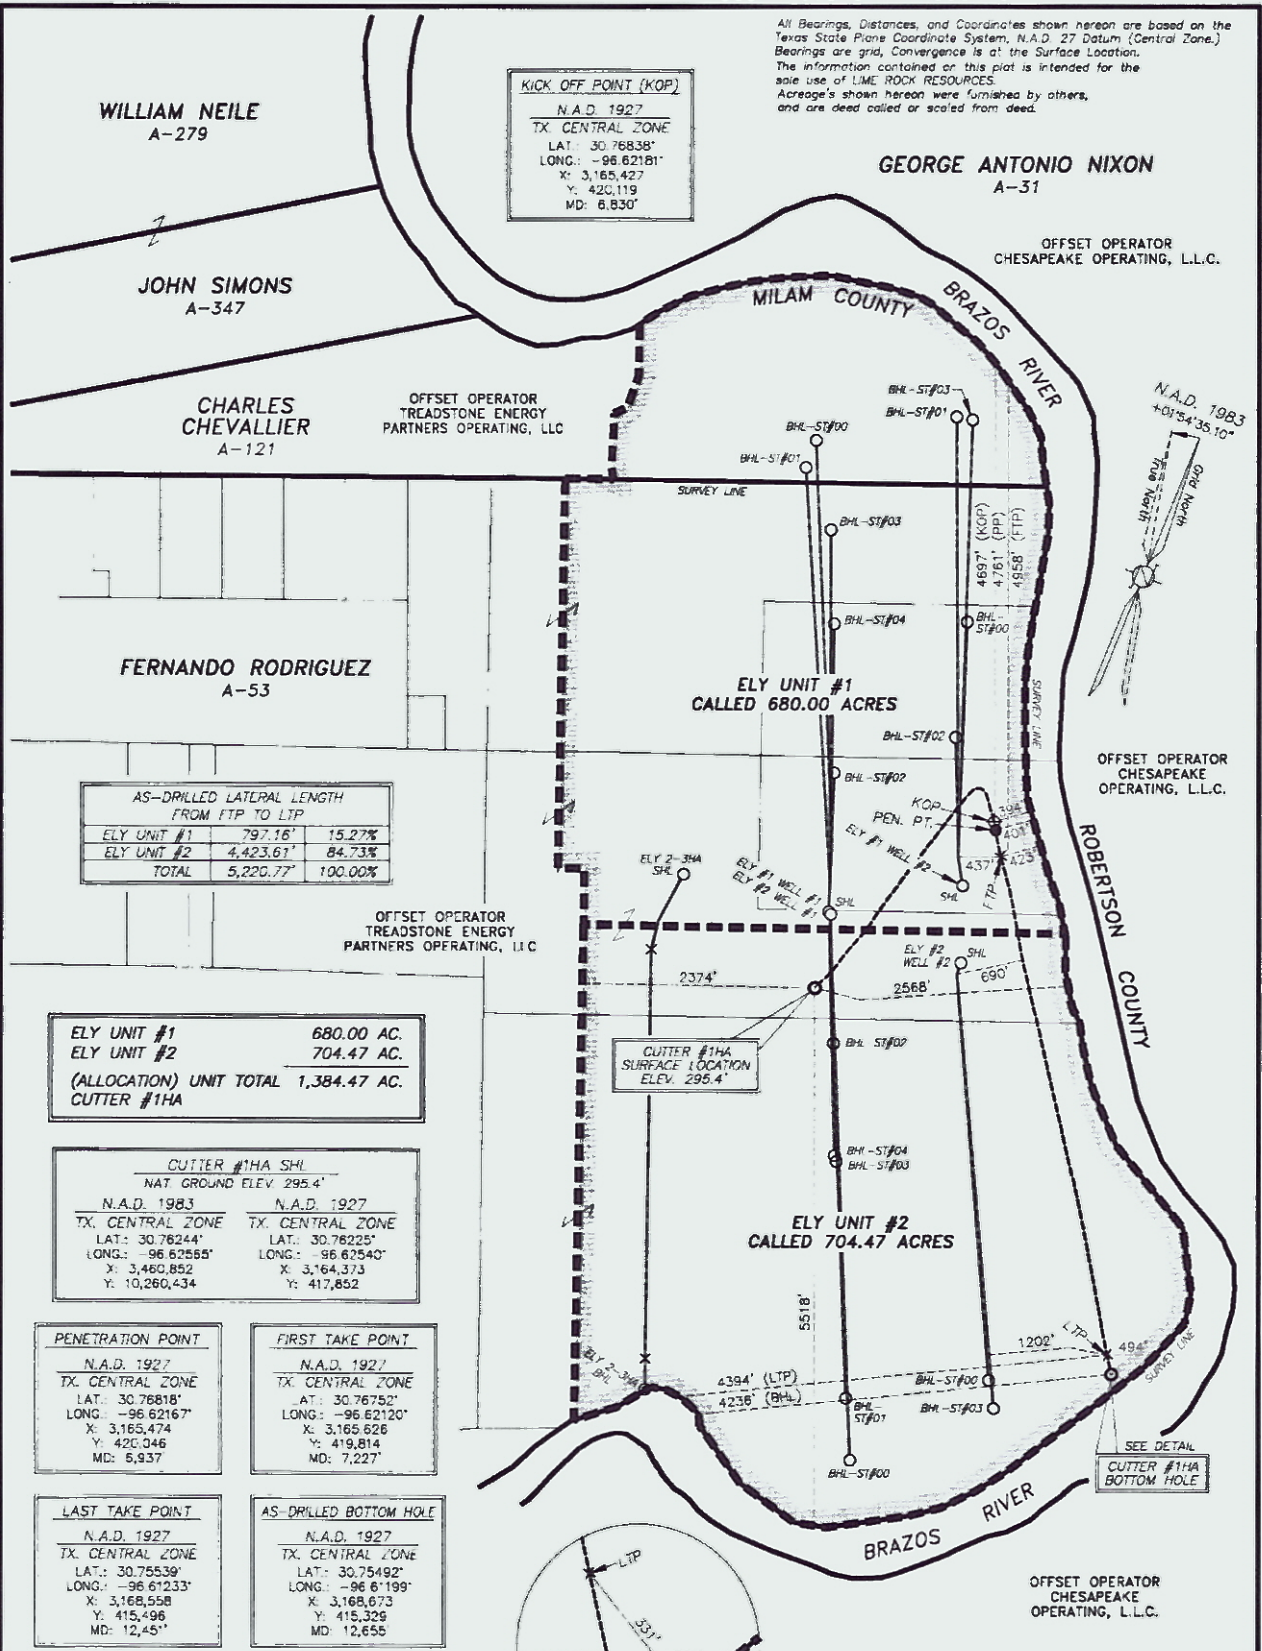 All Bearings, Distances, and Coordinates shown hereon are based on the
Texas State Plane Coordinate System, N.A.D. 27 Datum (Central Zone.)
Bearings are grid, Convergence is at the Surface Location.
The information contained on this plat is intended for the
sole use of LIME ROCK RESOURCES.
Acreage's shown hereon were furnished by others,
and are deed called or scaled from deed.
KICK OFF POINT (KOP)
N.A.D. 1927
TX. CENTRAL ZONE
LAT.: 30.76838°
LONG.: -96.62181°
X: 3,165,427
Y: 420,119
MD: 6,830'
WILLIAM NEILE
A-279
GEORGE ANTONIO NIXON
A-31
OFFSET OPERATOR
CHESAPEAKE OPERATING, L.L.C.
JOHN SIMONS
A-347
MILAM COUNTY
BRAZOS RIVER
CHARLES
CHEVALLIER
A-121
OFFSET OPERATOR
TREADSTONE ENERGY
PARTNERS OPERATING, LLC
BHL-ST#03
BHL-ST#01
BHL-ST#00
BHL-ST#01
N.A.D. 1983
+01°54'35.10"
True North
Grid North
SURVEY LINE
BHL-ST#03
4697' (KOP)
4761' (PP)
4958' (FTP)
BHL-ST#04
BHL-
ST#00
FERNANDO RODRIGUEZ
A-53
ELY UNIT #1
CALLED 680.00 ACRES
SURVEY LINE
BHL-ST#02
BHL-ST#02
OFFSET OPERATOR
CHESAPEAKE
OPERATING, L.L.C.
AS-DRILLED LATERAL LENGTH
FROM FTP TO LTP
ELY UNIT #1 797.16' 15.27%
ELY UNIT #2 4,423.61' 84.73%
TOTAL 5,220.77' 100.00%
KOP
394'
PEN. PT.
401'
ELY #1 WELL #2
437'
423'
FTP
SHL
ELY 2-3HA
SHL
ELY #1 WELL #1
ELY #2 WELL #1
SHL
ROBERTSON COUNTY
OFFSET OPERATOR
TREADSTONE ENERGY
PARTNERS OPERATING, LLC
ELY #2
WELL #2
SHL
690'
2374'
2568'
ELY UNIT #1 680.00 AC.
ELY UNIT #2 704.47 AC.
(ALLOCATION) UNIT TOTAL 1,384.47 AC.
CUTTER #1HA
CUTTER #1HA
SURFACE LOCATION
ELEV. 295.4'
BHL ST#02
BHL-ST#04
BHL-ST#03
CUTTER #1HA SHL
NAT. GROUND ELEV. 295.4'
N.A.D. 1983
TX. CENTRAL ZONE
LAT.: 30.76244°
LONG.: -96.62565°
X: 3,460,852
Y: 10,260,434
N.A.D. 1927
TX. CENTRAL ZONE
LAT.: 30.76225°
LONG.: -96.62540°
X: 3,164,373
Y: 417,852
ELY UNIT #2
CALLED 704.47 ACRES
5518'
PENETRATION POINT
N.A.D. 1927
TX. CENTRAL ZONE
LAT.: 30.76818°
LONG.: -96.62167°
X: 3,165,474
Y: 420,046
MD: 6,937'
FIRST TAKE POINT
N.A.D. 1927
TX. CENTRAL ZONE
LAT: 30.76752°
LONG.: -96.62120°
X: 3,165,626
Y: 419,814
MD: 7,227'
1202'
LTP
494'
SURVEY LINE
ELY 2-3HA
BHL
4394' (LTP)
4236' (BHL)
BHL-ST#00
BHL-ST#03
BHL-
ST#01
BHL-ST#00
SEE DETAIL
CUTTER #1HA
BOTTOM HOLE
LAST TAKE POINT
N.A.D. 1927
TX. CENTRAL ZONE
LAT.: 30.75539°
LONG.: -96.61233°
X: 3,168,558
Y: 415,496
AS-DRILLED BOTTOM HOLE
N.A.D. 1927
TX. CENTRAL ZONE
LAT.: 30.75492°
LONG.: -96.61199°
X: 3,168,673
Y: 415,329
MD: 12,655'
BRAZOS RIVER
LTP
331'
OFFSET OPERATOR
CHESAPEAKE
OPERATING, L.L.C.